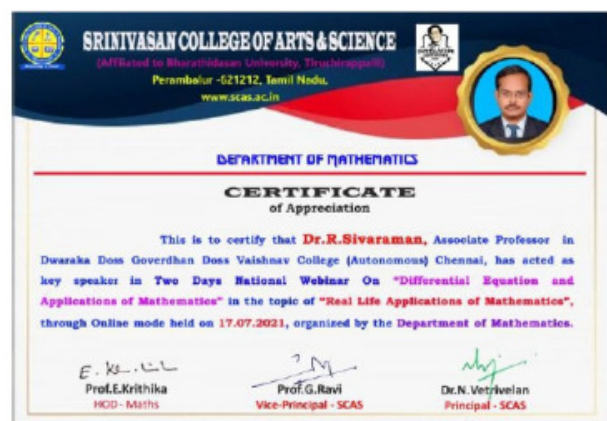 SRINIVASAN COLLEGE OF ARTS & SCIENCE
(Affiliated to Bharathidasan University, Tiruchirappalli)
Perambalur -621212, Tamil Nadu.
www.scas.ac.in
DEPARTMENT OF MATHEMATICS
CERTIFICATE
of Appreciation
This is to certify that Dr.R.Sivaraman, Associate Professor in
Dwaraka Doss Goverdhan Doss Vaishnav College (Autonomous) Chennai, has acted as
key speaker in Two Days National Webinar On "Differential Equation and
Applications of Mathematics" in the topic of "Real Life Applications of Mathematics",
through Online mode held on 17.07.2021, organized by the Department of Mathematics.
Prof.E.Krithika
HOD - Maths
Prof.G.Ravi
Vice-Principal - SCAS
Dr.N.Vetrivelan
Principal - SCAS